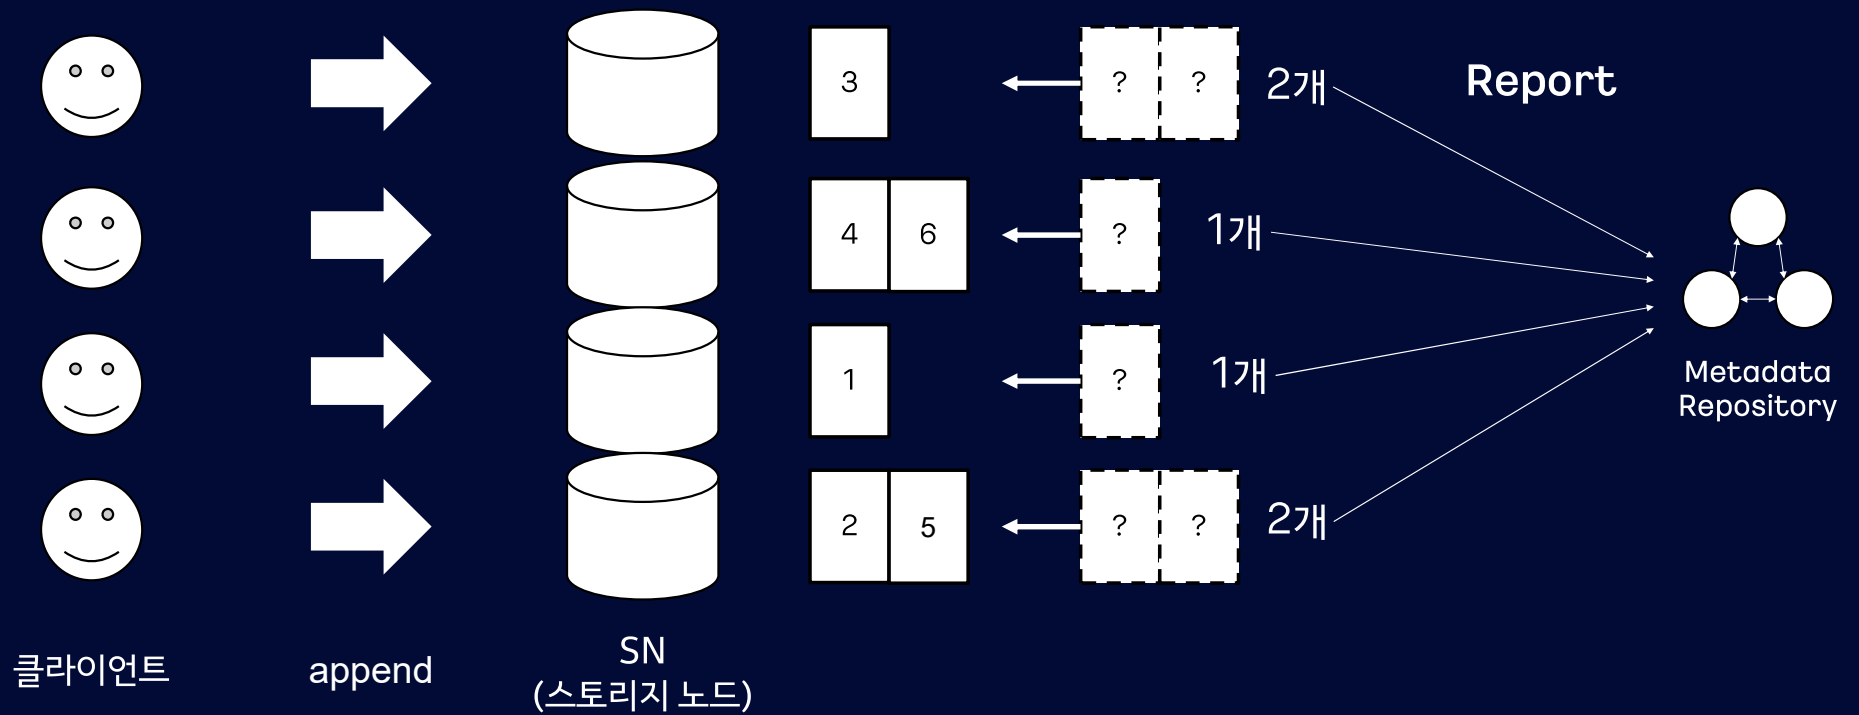 3
? ?
2개
Report
4 6
?
1개
1
?
1개
Metadata
Repository
2 5
? ?
2개
클라이언트
append
SN
(스토리지 노드)